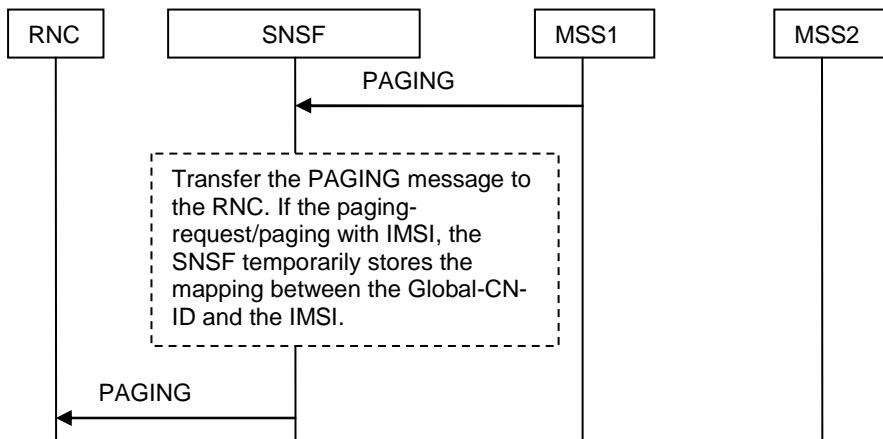 RNC SNSF MSS1 MSS2
PAGING
Transfer the PAGING message to
the RNC. If the paging-
request/paging with IMSI, the
SNSF temporarily stores the
mapping between the Global-CN-
ID and the IMSI.
PAGING